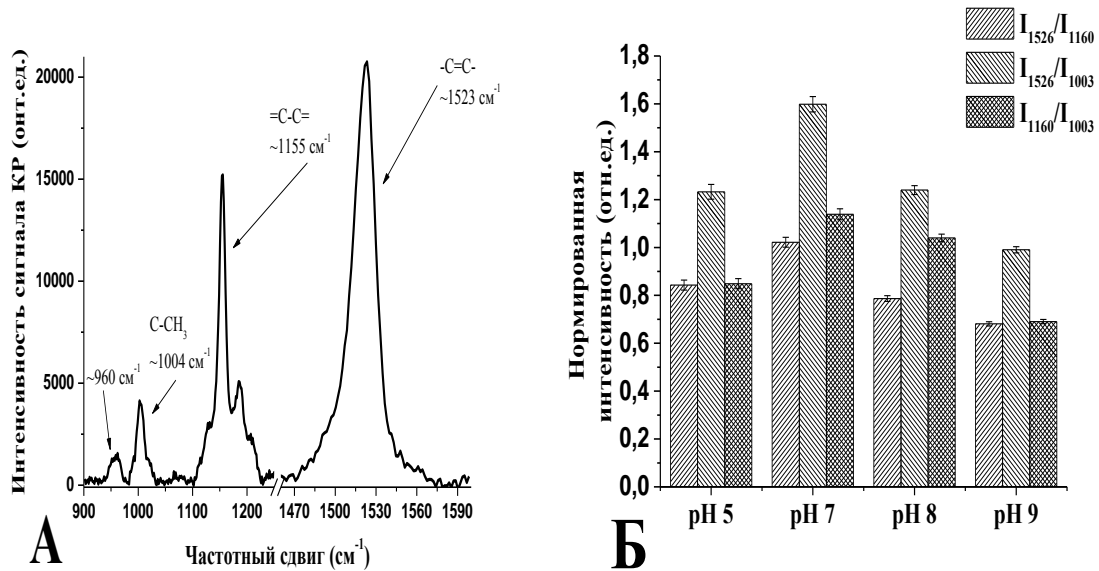 Интенсивность сигнала КР (онт.ед.)
20000
15000
10000
5000
0
-C=C-
~1523 см⁻¹
=C-C=
~1155 см⁻¹
C-CH₃
~1004 см⁻¹
~960 см⁻¹
900 1000 1100 1200 1470 1500 1530 1560 1590
Частотный сдвиг (см⁻¹)
А
I₁₅₂₆/I₁₁₆₀
I₁₅₂₆/I₁₀₀₃
I₁₁₆₀/I₁₀₀₃
Нормированная
интенсивность (отн.ед.)
1,8
1,6
1,4
1,2
1,0
0,8
0,6
0,4
0,2
0,0
pH 5 pH 7 pH 8 pH 9
Б